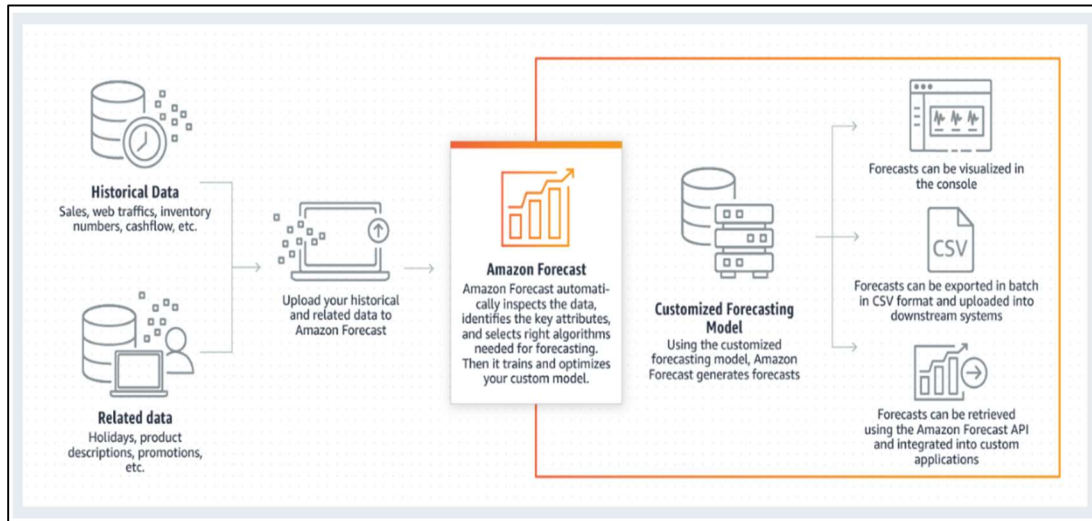 Historical Data
Sales, web traffics, inventory
numbers, cashflow, etc.
Related data
Holidays, product
descriptions, promotions,
etc.
Upload your historical
and related data to
Amazon Forecast
Amazon Forecast
Amazon Forecast automati-
cally inspects the data,
identifies the key attributes,
and selects right algorithms
needed for forecasting.
Then it trains and optimizes
your custom model.
Customized Forecasting
Model
Using the customized
forecasting model, Amazon
Forecast generates forecasts
Forecasts can be visualized in
the console
CSV
Forecasts can be exported in batch
in CSV format and uploaded into
downstream systems
Forecasts can be retrieved
using the Amazon Forecast API
and integrated into custom
applications